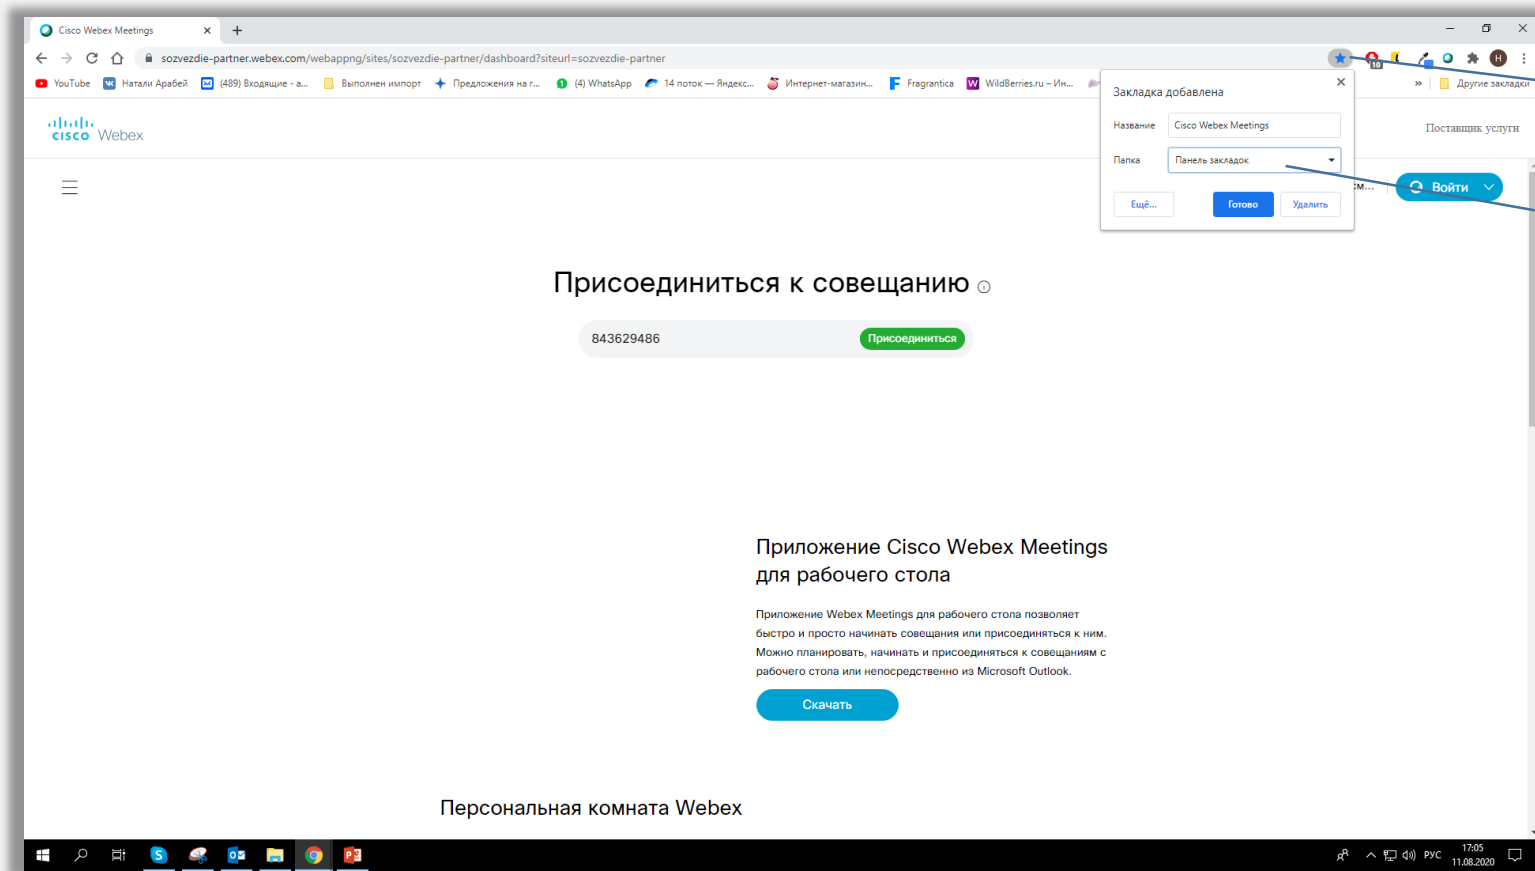 Cisco Webex Meetings
sozvezdie-partner.webex.com/webappng/sites/sozvezdie-partner/dashboard?siteurl=sozvezdie-partner
10
H
YouTube Натали Арабей (489) Входящие - a... Выполнен импорт Предложения на г... (4) WhatsApp 14 поток — Яндекс... Интернет-магазин... Fragrantica WildBerries.ru – Ин... » Другие закладки
Закладка добавлена
Название Cisco Webex Meetings
Папка Панель закладок
Ещё... Готово Удалить
cisco Webex
Поставщик услуги
см...
Войти
Присоединиться к совещанию
843629486 Присоединиться
Приложение Cisco Webex Meetings
для рабочего стола
Приложение Webex Meetings для рабочего стола позволяет
быстро и просто начинать совещания или присоединяться к ним.
Можно планировать, начинать и присоединяться к совещаниям с
рабочего стола или непосредственно из Microsoft Outlook.
Скачать
Персональная комната Webex
РУС
17:05
11.08.2020